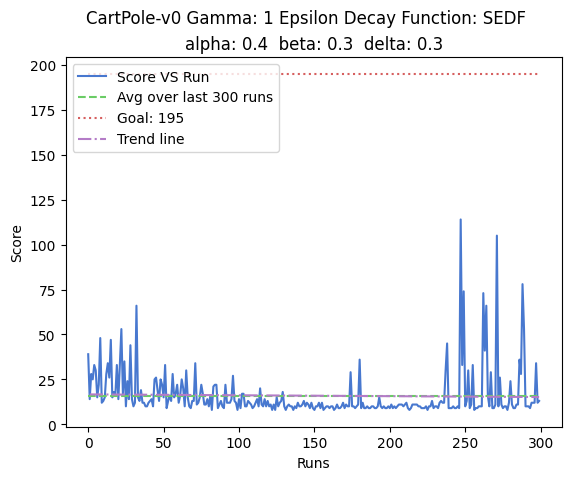 CartPole-v0 Gamma: 1 Epsilon Decay Function: SEDF
alpha: 0.4 beta: 0.3 delta: 0.3
200
175
150
125
100
75
50
25
0
Score
Score VS Run
Avg over last 300 runs
Goal: 195
Trend line
0 50 100 150 200 250 300
Runs